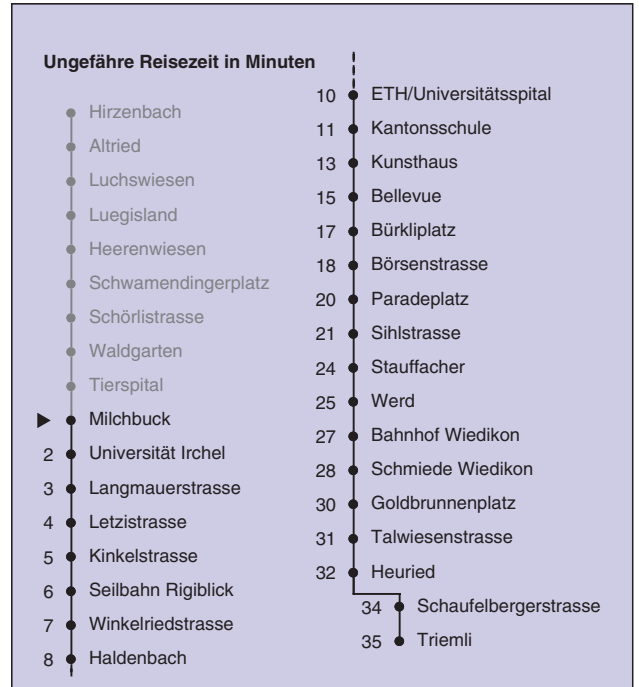 Ungefähre Reisezeit in Minuten
Hirzenbach
Altried
Luchswiesen
Luegisland
Heerenwiesen
Schwamendingerplatz
Schörlistrasse
Waldgarten
Tierspital
Milchbuck
2 Universität Irchel
3 Langmauerstrasse
4 Letzistrasse
5 Kinkelstrasse
6 Seilbahn Rigiblick
7 Winkelriedstrasse
8 Haldenbach
10 ETH/Universitätsspital
11 Kantonsschule
13 Kunsthaus
15 Bellevue
17 Bürkliplatz
18 Börsenstrasse
20 Paradeplatz
21 Sihlstrasse
24 Stauffacher
25 Werd
27 Bahnhof Wiedikon
28 Schmiede Wiedikon
30 Goldbrunnenplatz
31 Talwiesenstrasse
32 Heuried
34 Schaufelbergerstrasse
35 Triemli